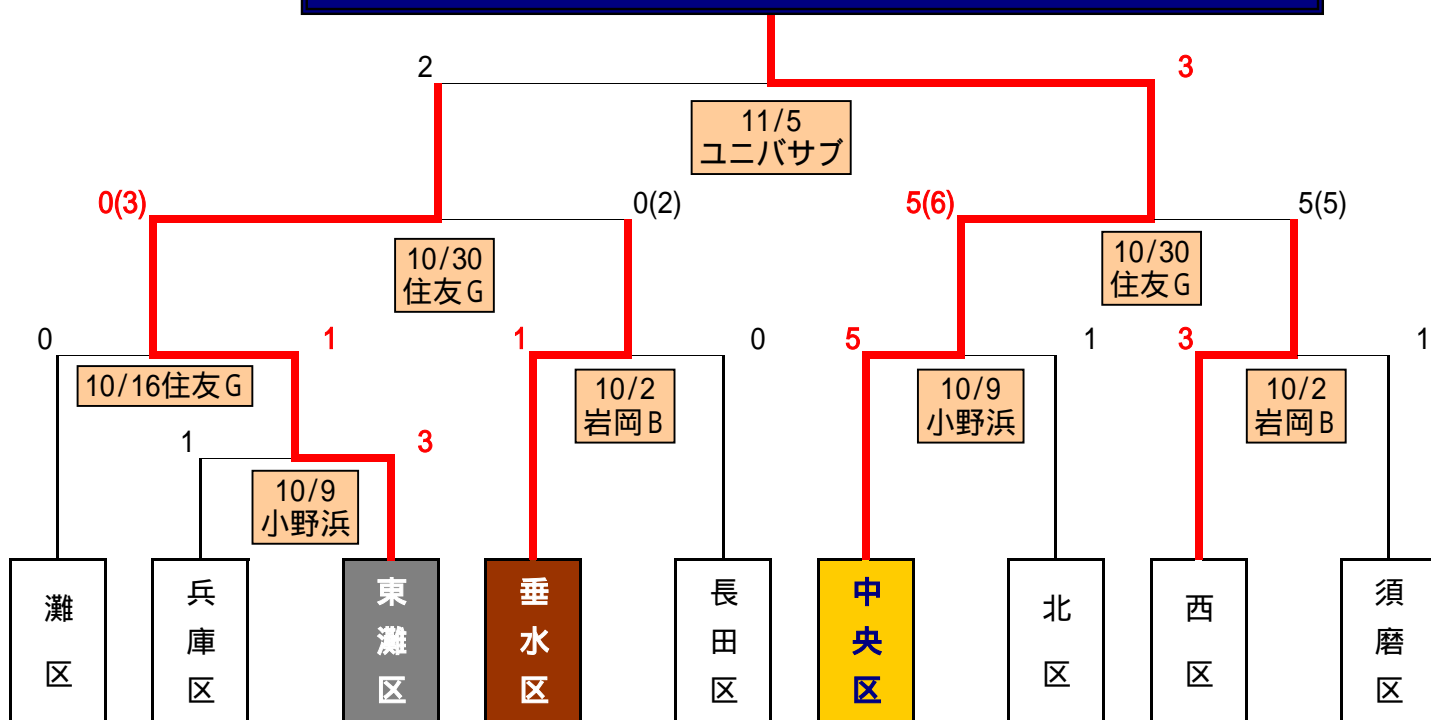 2
3
11/5
ユニバサブ
0(3)
0(2)
5(6)
5(5)
10/30
住友G
10/30
住友G
0
1
1
0
5
1
3
1
10/16住友G
10/2
岩岡B
10/9
小野浜
10/2
岩岡B
1
3
10/9
小野浜
灘区
兵庫区
東灘区
垂水区
長田区
中央区
北区
西区
須磨区